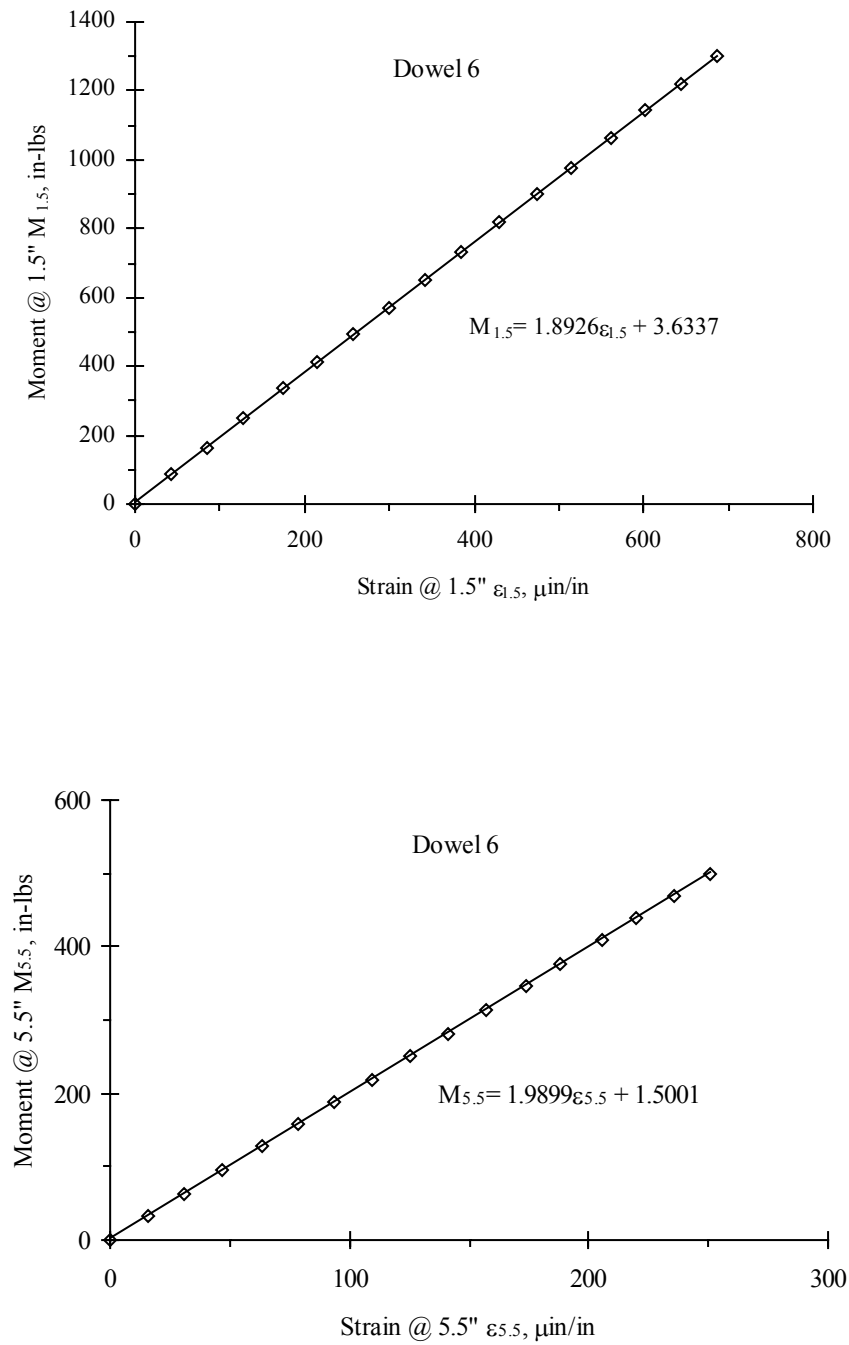 1400
Dowel 6
1200
1000
800
600
400
200
0
Moment @ 1.5" M1.5, in-lbs
M1.5= 1.8926ε1.5 + 3.6337
0 200 400 600 800
Strain @ 1.5" ε1.5, μin/in
600
Dowel 6
400
200
0
Moment @ 5.5" M5.5, in-lbs
M5.5= 1.9899ε5.5 + 1.5001
0 100 200 300
Strain @ 5.5" ε5.5, μin/in